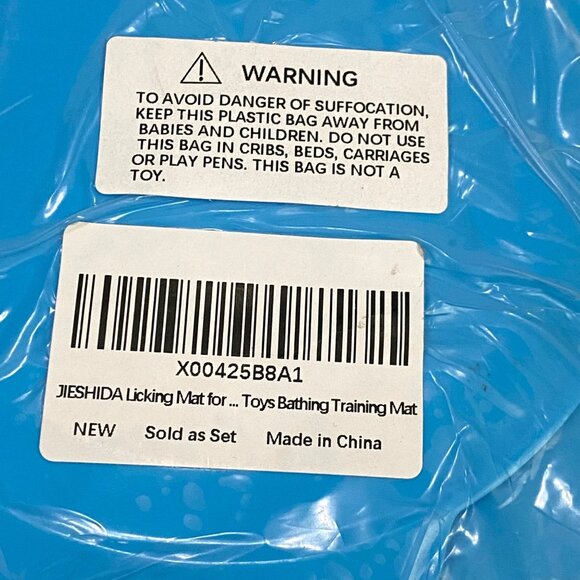 WARNING
TO AVOID DANGER OF SUFFOCATION,
KEEP THIS PLASTIC BAG AWAY FROM
BABIES AND CHILDREN. DO NOT USE
THIS BAG IN CRIBS, BEDS, CARRIAGES
OR PLAY PENS. THIS BAG IS NOT A
TOY.
X00425B8A1
JIESHIDA Licking Mat for ... Toys Bathing Training Mat
NEW Sold as Set Made in China